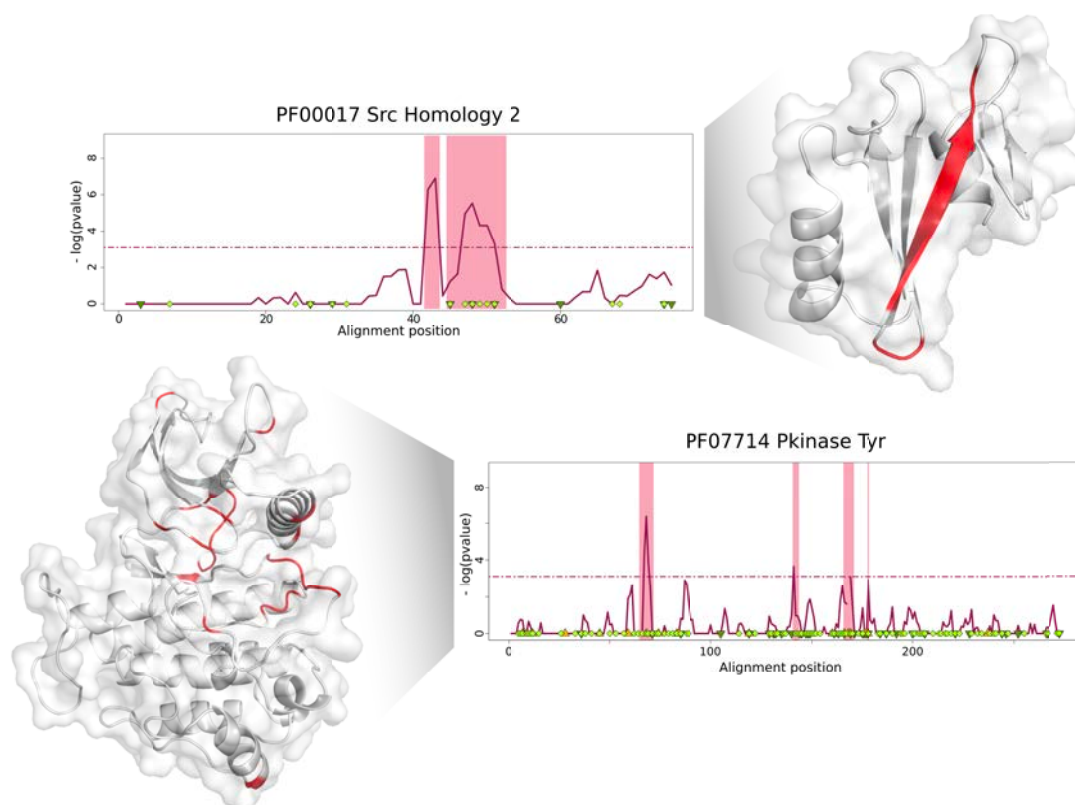 PF00017 Src Homology 2
8
6
4
2
0
- log(pvalue)
0
20
40
60
Alignment position
PF07714 Pkinase Tyr
8
4
0
- log(pvalue)
0
100
200
Alignment position